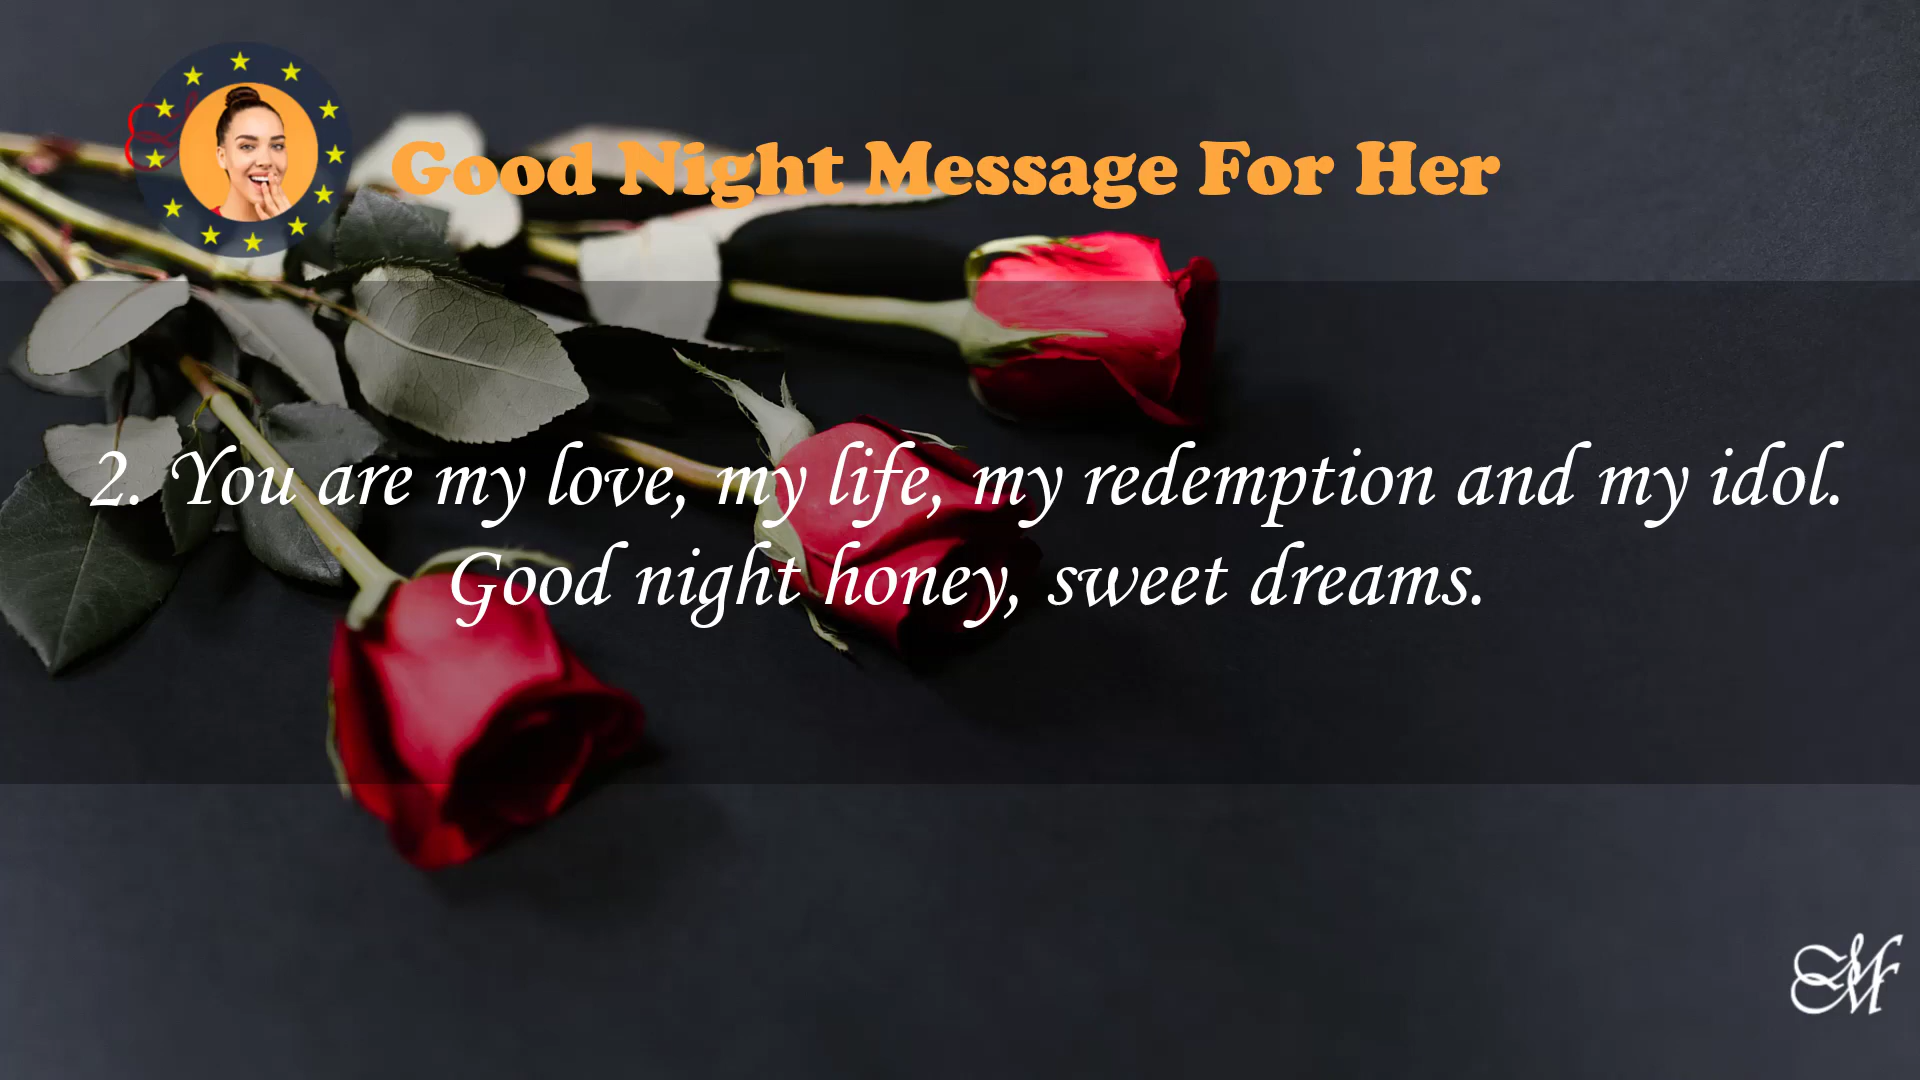 Good Night Message For Her
2. You are my love, my life, my redemption and my idol.
Good night honey, sweet dreams.